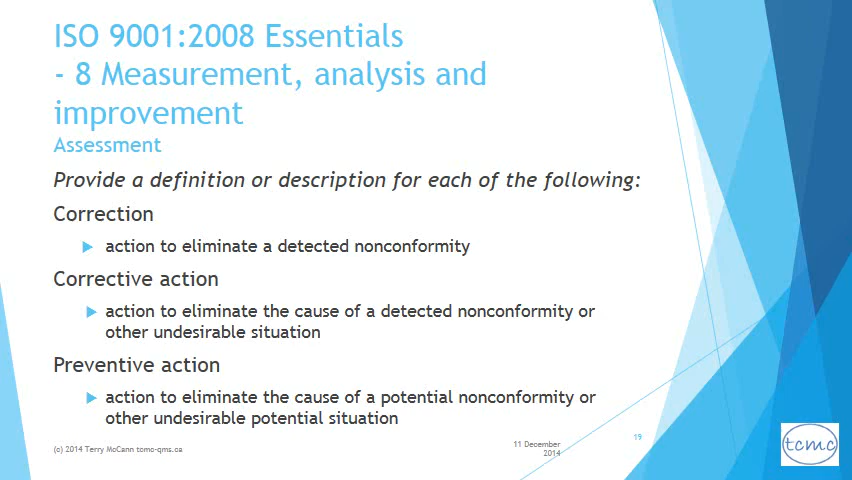 ISO 9001:2008 Essentials
- 8 Measurement, analysis and
improvement
Assessment
Provide a definition or description for each of the following:
Correction
action to eliminate a detected nonconformity
Corrective action
action to eliminate the cause of a detected nonconformity or
other undesirable situation
Preventive action
action to eliminate the cause of a potential nonconformity or
other undesirable potential situation
(c) 2014 Terry McCann tcmc-qms.ca
11 December
2014
19
tcmc